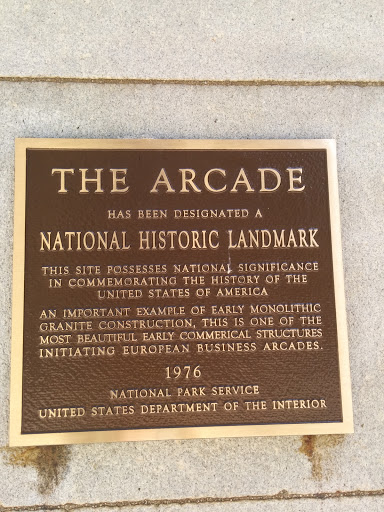 THE ARCADE
HAS BEEN DESIGNATED A
NATIONAL HISTORIC LANDMARK
THIS SITE POSSESSES NATIONAL SIGNIFICANCE
IN COMMEMORATING THE HISTORY OF THE
UNITED STATES OF AMERICA
AN IMPORTANT EXAMPLE OF EARLY MONOLITHIC
GRANITE CONSTRUCTION, THIS IS ONE OF THE
MOST BEAUTIFUL EARLY COMMERICAL STRUCTURES
INITIATING EUROPEAN BUSINESS ARCADES.
1976
NATIONAL PARK SERVICE
UNITED STATES DEPARTMENT OF THE INTERIOR